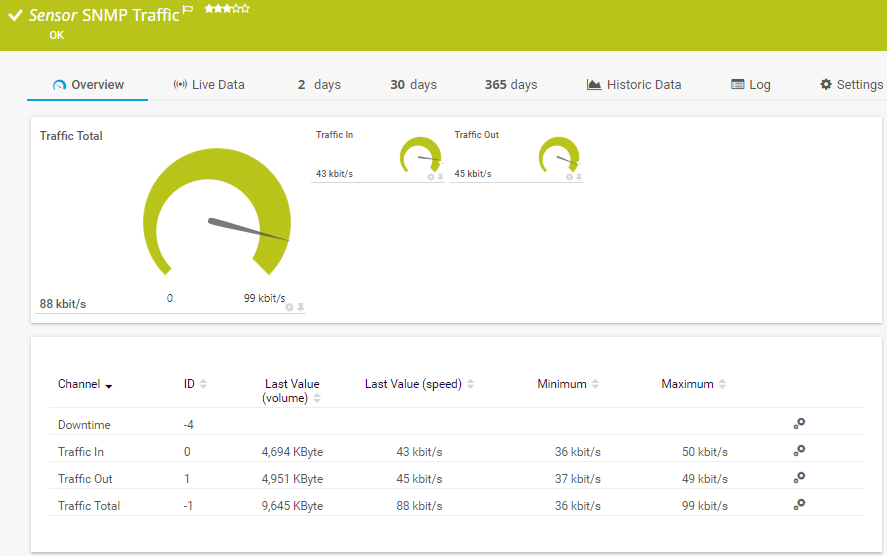 Sensor SNMP Traffic
OK
Overview Live Data 2 days 30 days 365 days Historic Data Log Settings
Traffic Total
Traffic In
Traffic Out
43 kbit/s
45 kbit/s
0 99 kbit/s
88 kbit/s
Channel ID Last Value (volume) Last Value (speed) Minimum Maximum
Downtime -4
Traffic In 0 4,694 KByte 43 kbit/s 36 kbit/s 50 kbit/s
Traffic Out 1 4,951 KByte 45 kbit/s 37 kbit/s 49 kbit/s
Traffic Total -1 9,645 KByte 88 kbit/s 36 kbit/s 99 kbit/s